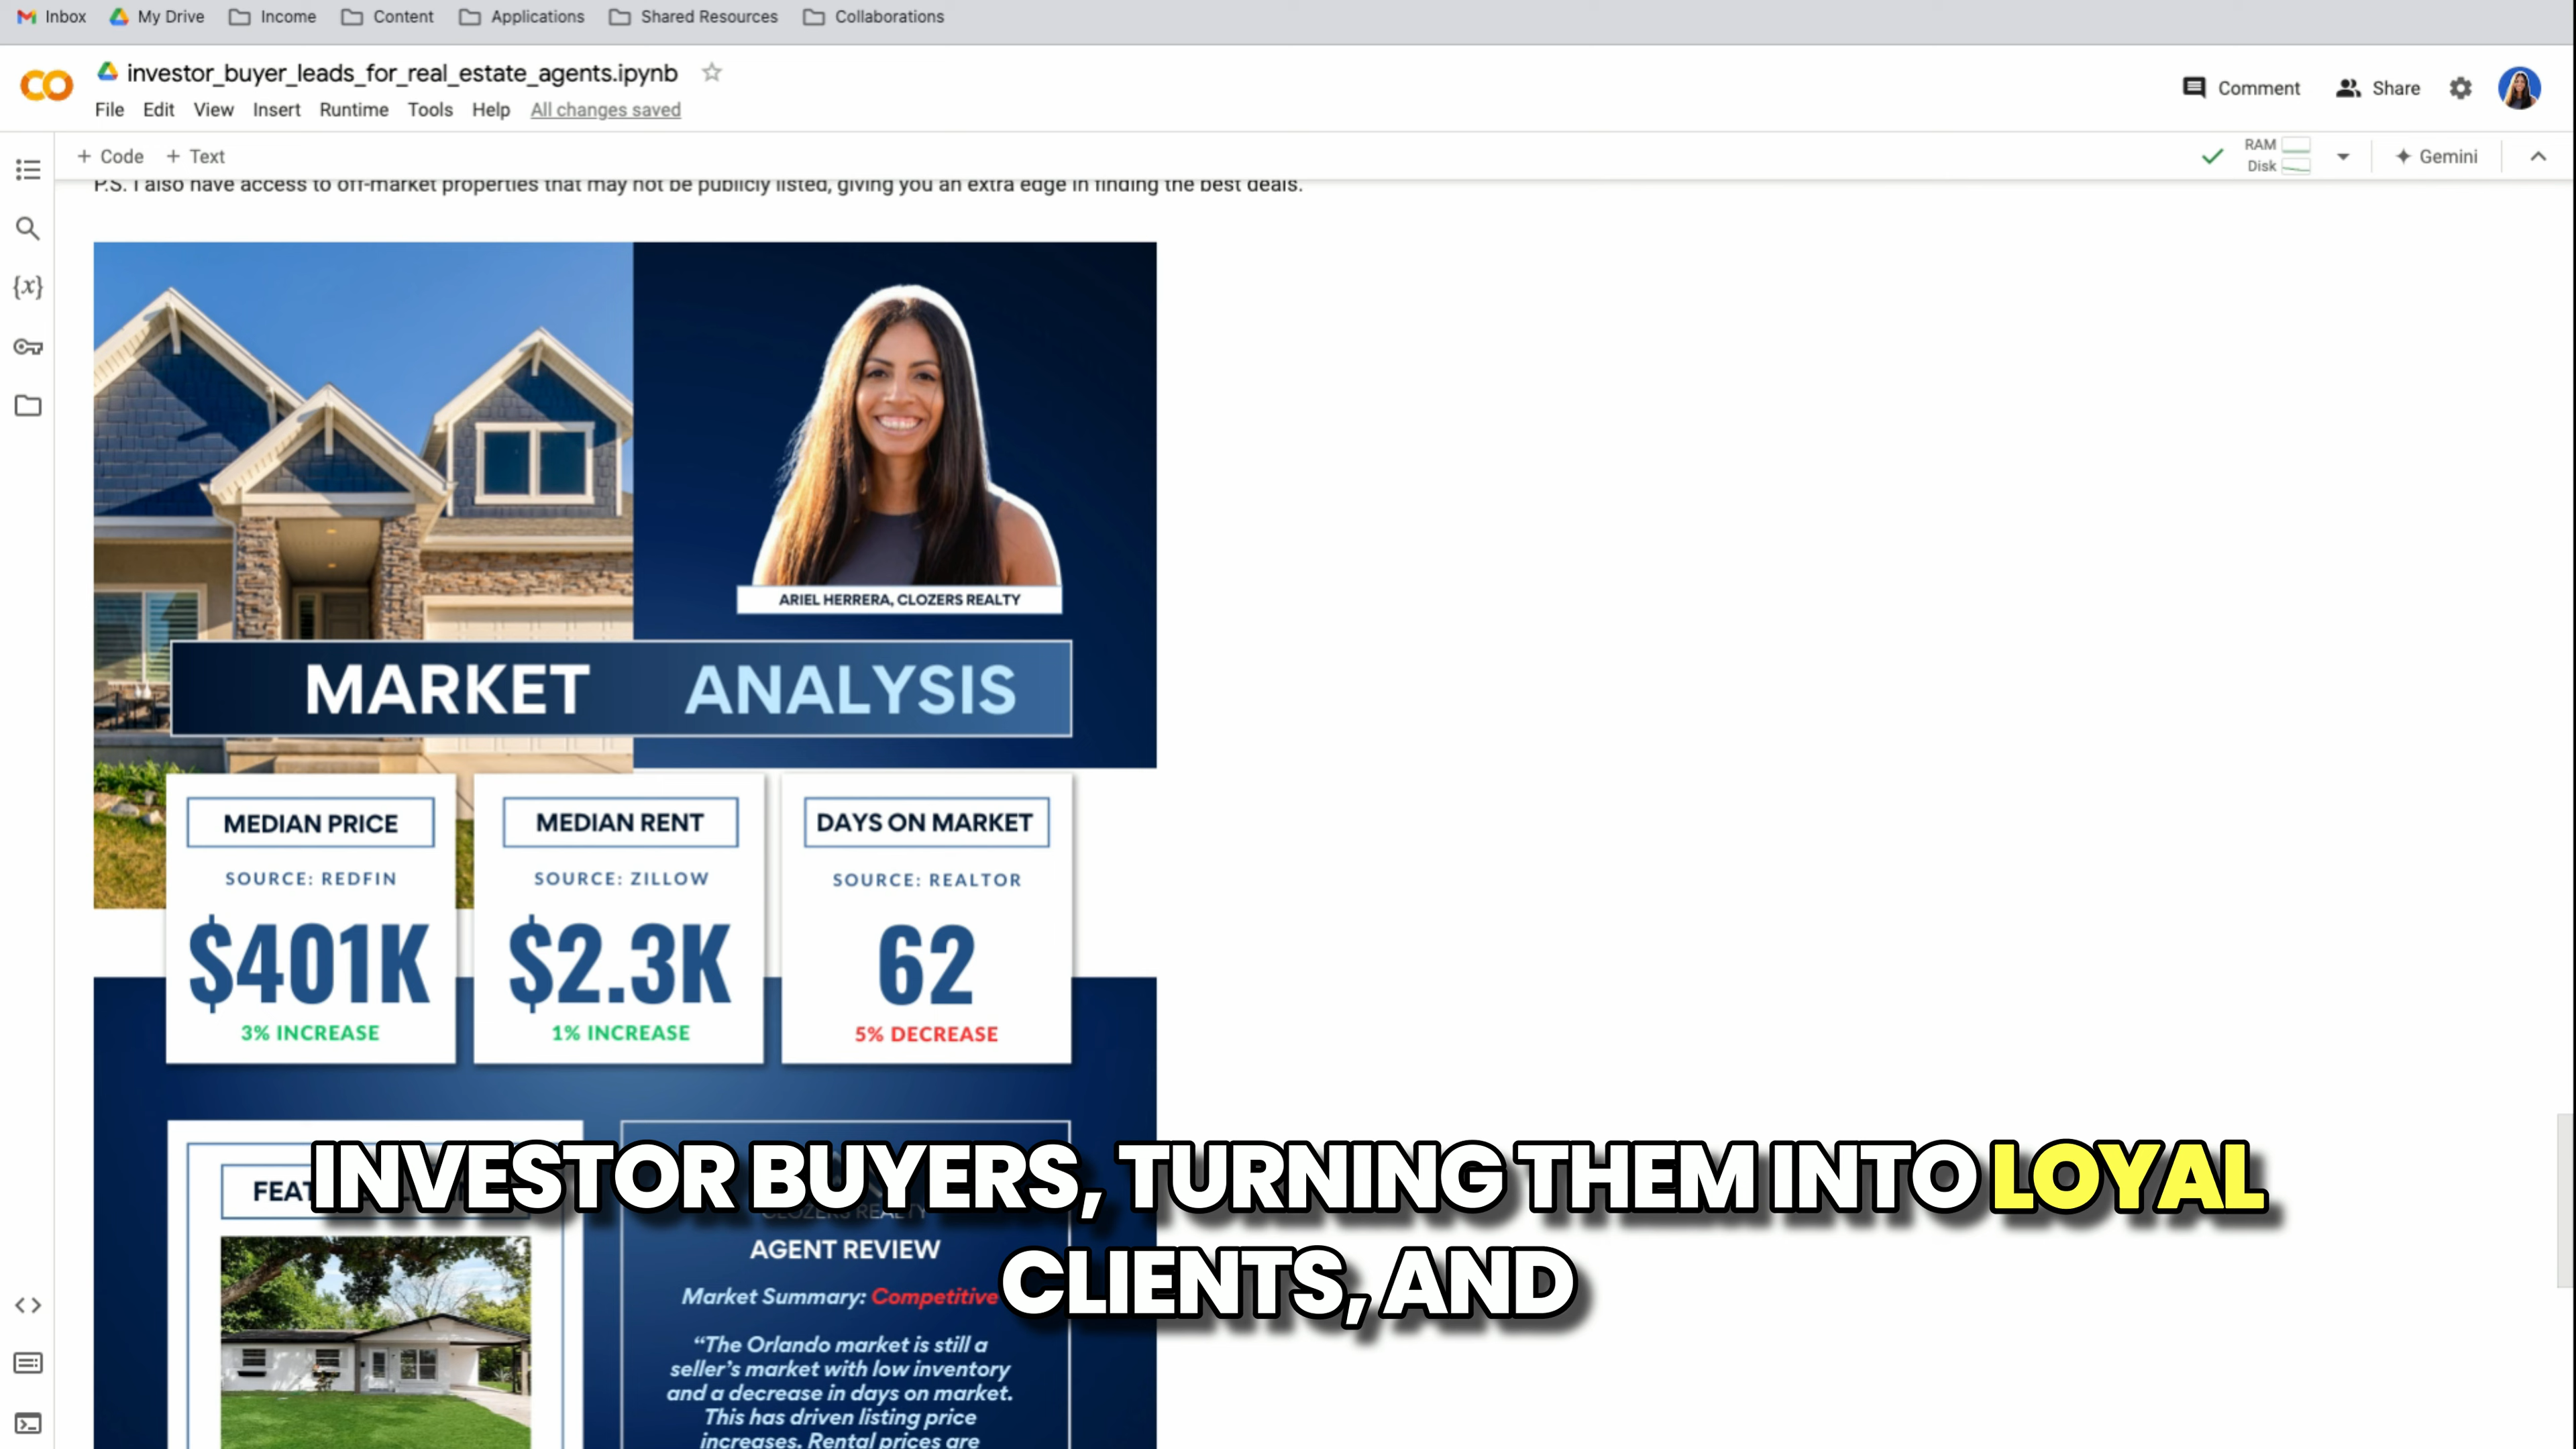 Inbox My Drive Income Content Applications Shared Resources Collaborations
investor_buyer_leads_for_real_estate_agents.ipynb
File Edit View Insert Runtime Tools Help All changes saved
Comment Share
+ Code + Text
RAM
Disk
Gemini
P.S. I also have access to off-market properties that may not be publicly listed, giving you an extra edge in finding the best deals.
ARIEL HERRERA, CLOZERS REALTY
MARKET ANALYSIS
MEDIAN PRICE
SOURCE: REDFIN
$401K
3% INCREASE
MEDIAN RENT
SOURCE: ZILLOW
$2.3K
1% INCREASE
DAYS ON MARKET
SOURCE: REALTOR
62
5% DECREASE
INVESTOR BUYERS, TURNING THEM INTO LOYAL
CLIENTS, AND
CLOZERS REALTY
AGENT REVIEW
Market Summary: Competitive
“The Orlando market is still a
seller’s market with low inventory
and a decrease in days on market.
This has driven listing price
increases. Rental prices are